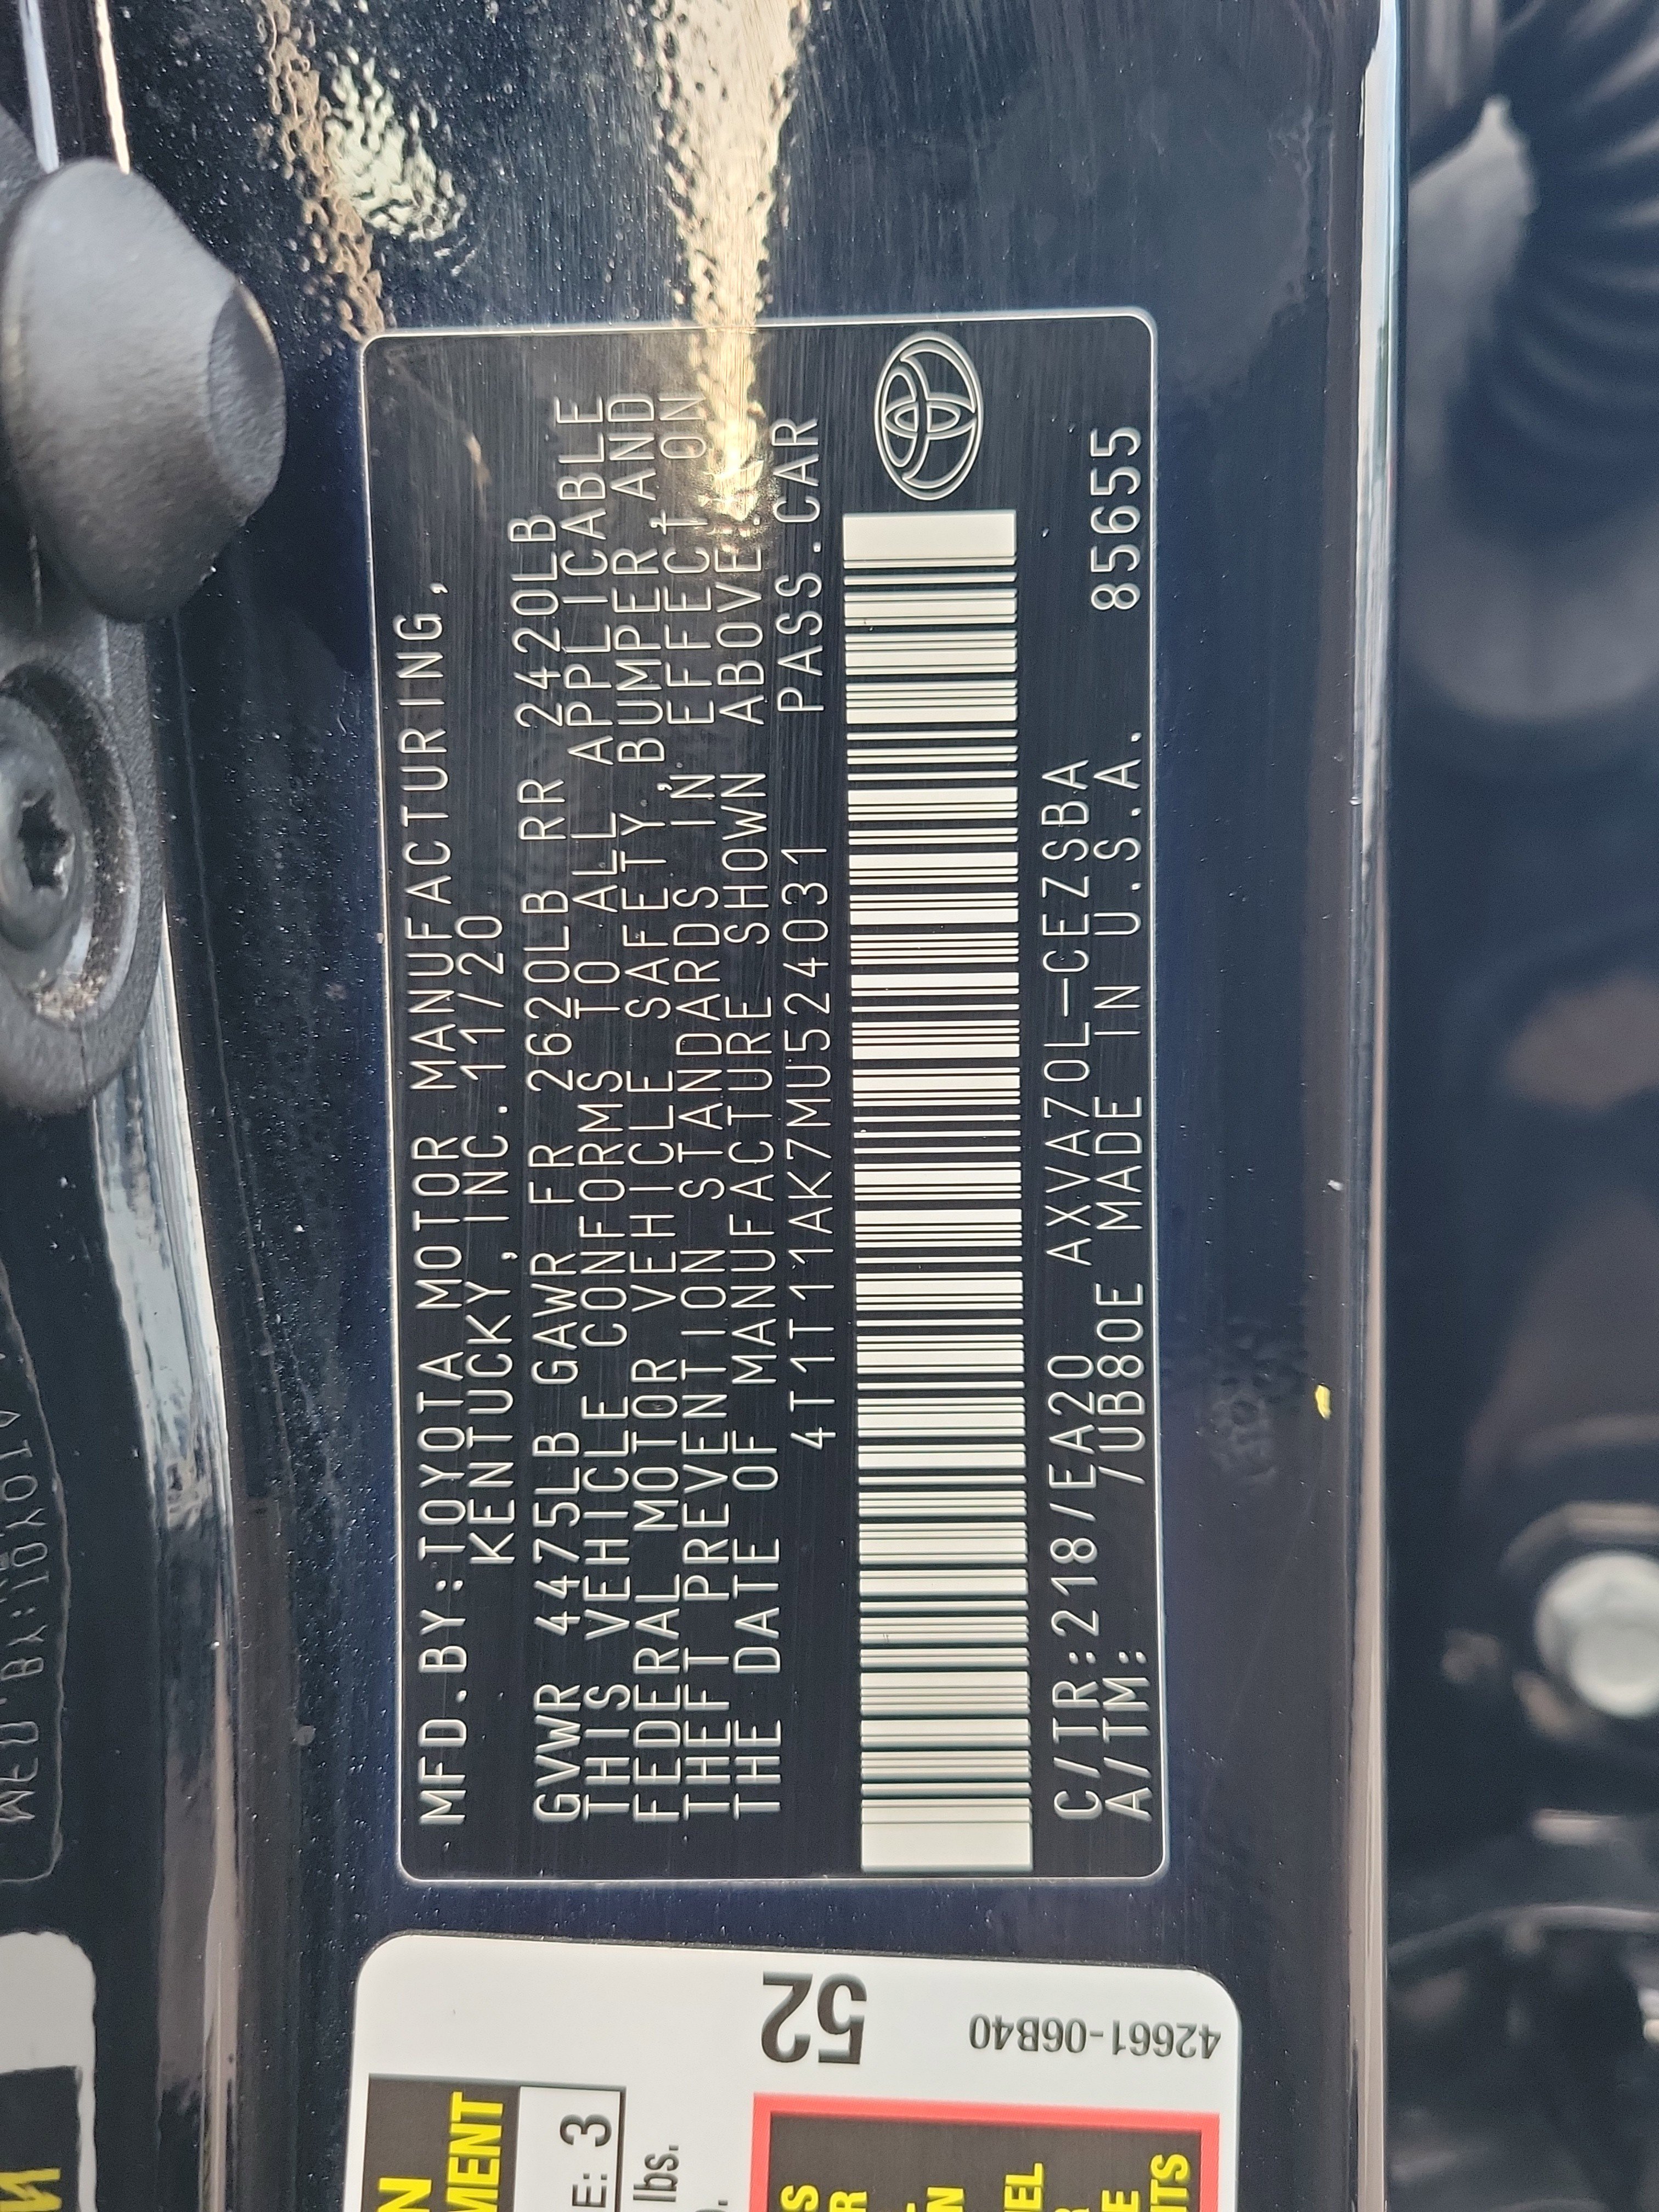 MFD.BY:TOYOTA MOTOR MANUFACTURING,
KENTUCKY, INC. 11/20
GVWR 4475LB GAWR FR 2620LB RR 2420LB
THIS VEHICLE CONFORMS TO ALL APPLICABLE
FEDERAL MOTOR VEHICLE SAFETY, BUMPER AND
THEFT PREVENTION STANDARDS IN EFFECT ON
THE DATE OF MANUFACTURE SHOWN ABOVE.
4T1T11AK7MU524031 PASS.CAR
C/TR:218/EA20 AXVA70L-CEZSBA
A/TM: /UB80E MADE IN U.S.A. 85655
52
42661-06B40
E: 3
lbs.